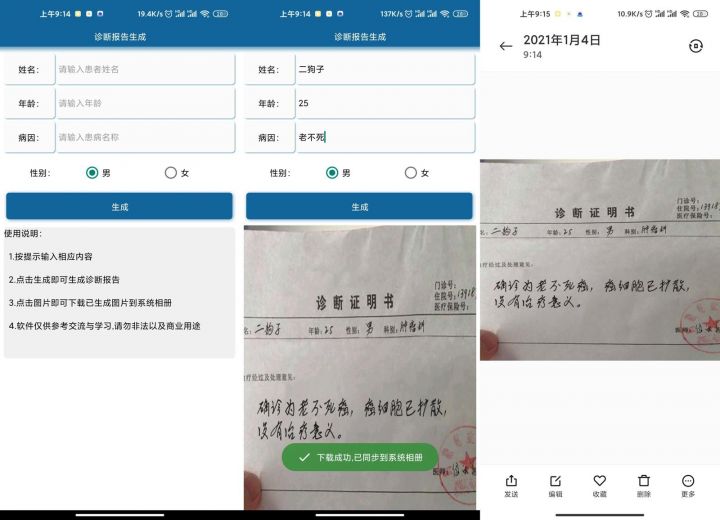 上午9:14
19.4K/s
诊断报告生成
姓名：
请输入患者姓名
年龄：
请输入年龄
病因：
请输入患病名称
性别：
男
女
生成
使用说明：
1.按提示输入相应内容
2.点击生成即可生成诊断报告
3.点击图片即可下载已生成图片到系统相册
4.软件仅供参考交流与学习,请勿非法以及商业用途
上午9:14
137K/s
诊断报告生成
姓名：
二狗子
年龄：
25
病因：
老不死
性别：
男
女
生成
门诊号：
诊断证明书
住院号：13918
医疗保险号：
名：二狗子 年龄：25 性别：男 科别：肿瘤科
治疗经过及处理意见：
确诊为老不死癌，癌细胞已扩散，
没有治疗意义。
下载成功,已同步到系统相册
医师：
上午9:15
10.9K/s
2021年1月4日
9:14
门诊号：
诊断证明书
住院号：13918
医疗保险号：
名：二狗子 年龄：25 性别：男 科别：肿瘤科
治疗经过及处理意见：
确诊为老不死癌，癌细胞已扩散，
没有治疗意义。
医师：
发送
编辑
收藏
删除
更多